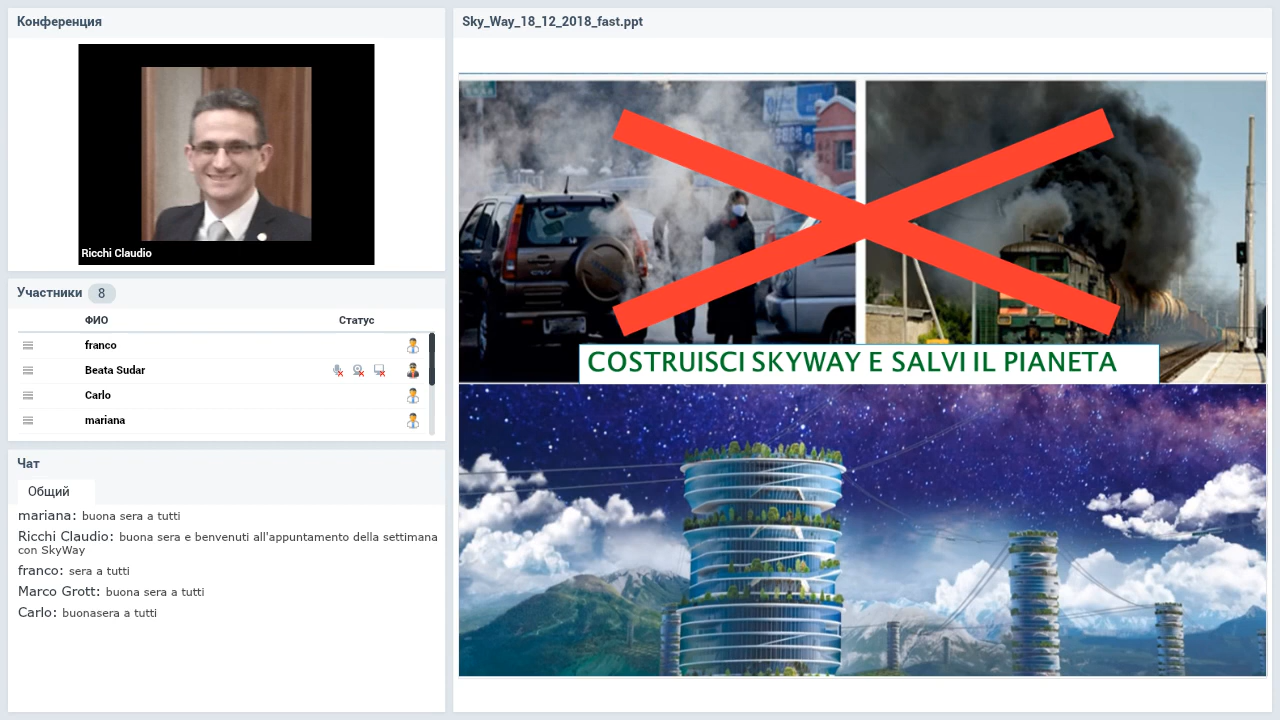 Конференция
Ricchi Claudio
Участники 8
ФИО Статус
franco
Beata Sudar
Carlo
mariana
Чат
Общий
mariana: buona sera a tutti
Ricchi Claudio: buona sera e benvenuti all'appuntamento della settimana
con SkyWay
franco: sera a tutti
Marco Grott: buona sera a tutti
Carlo: buonasera a tutti
Sky_Way_18_12_2018_fast.ppt
COSTRUISCI SKYWAY E SALVI IL PIANETA